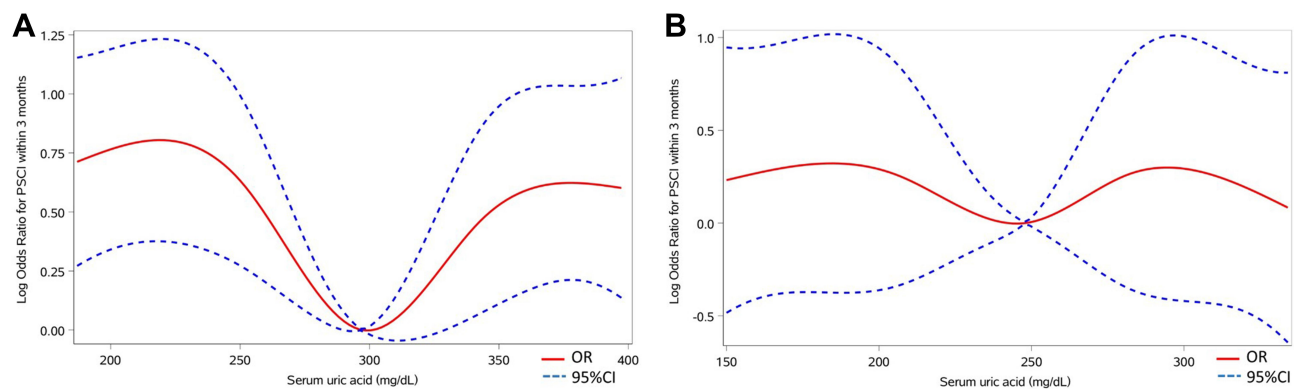 A
Log Odds Ratio for PSCI within 3 months
1.25
1.00
0.75
0.50
0.25
0.00
200 250 300 350 400
Serum uric acid (mg/dL)
OR
95%CI
B
Log Odds Ratio for PSCI within 3 months
1.0
0.5
0.0
-0.5
150 200 250 300
Serum uric acid (mg/dL)
OR
95%CI